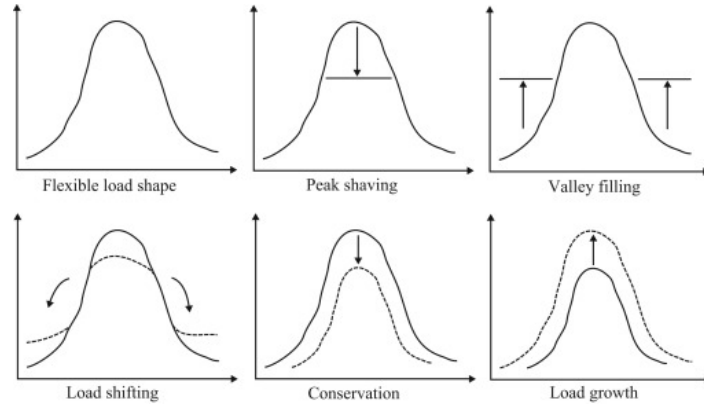 Flexible load shape
Peak shaving
Valley filling
Load shifting
Conservation
Load growth